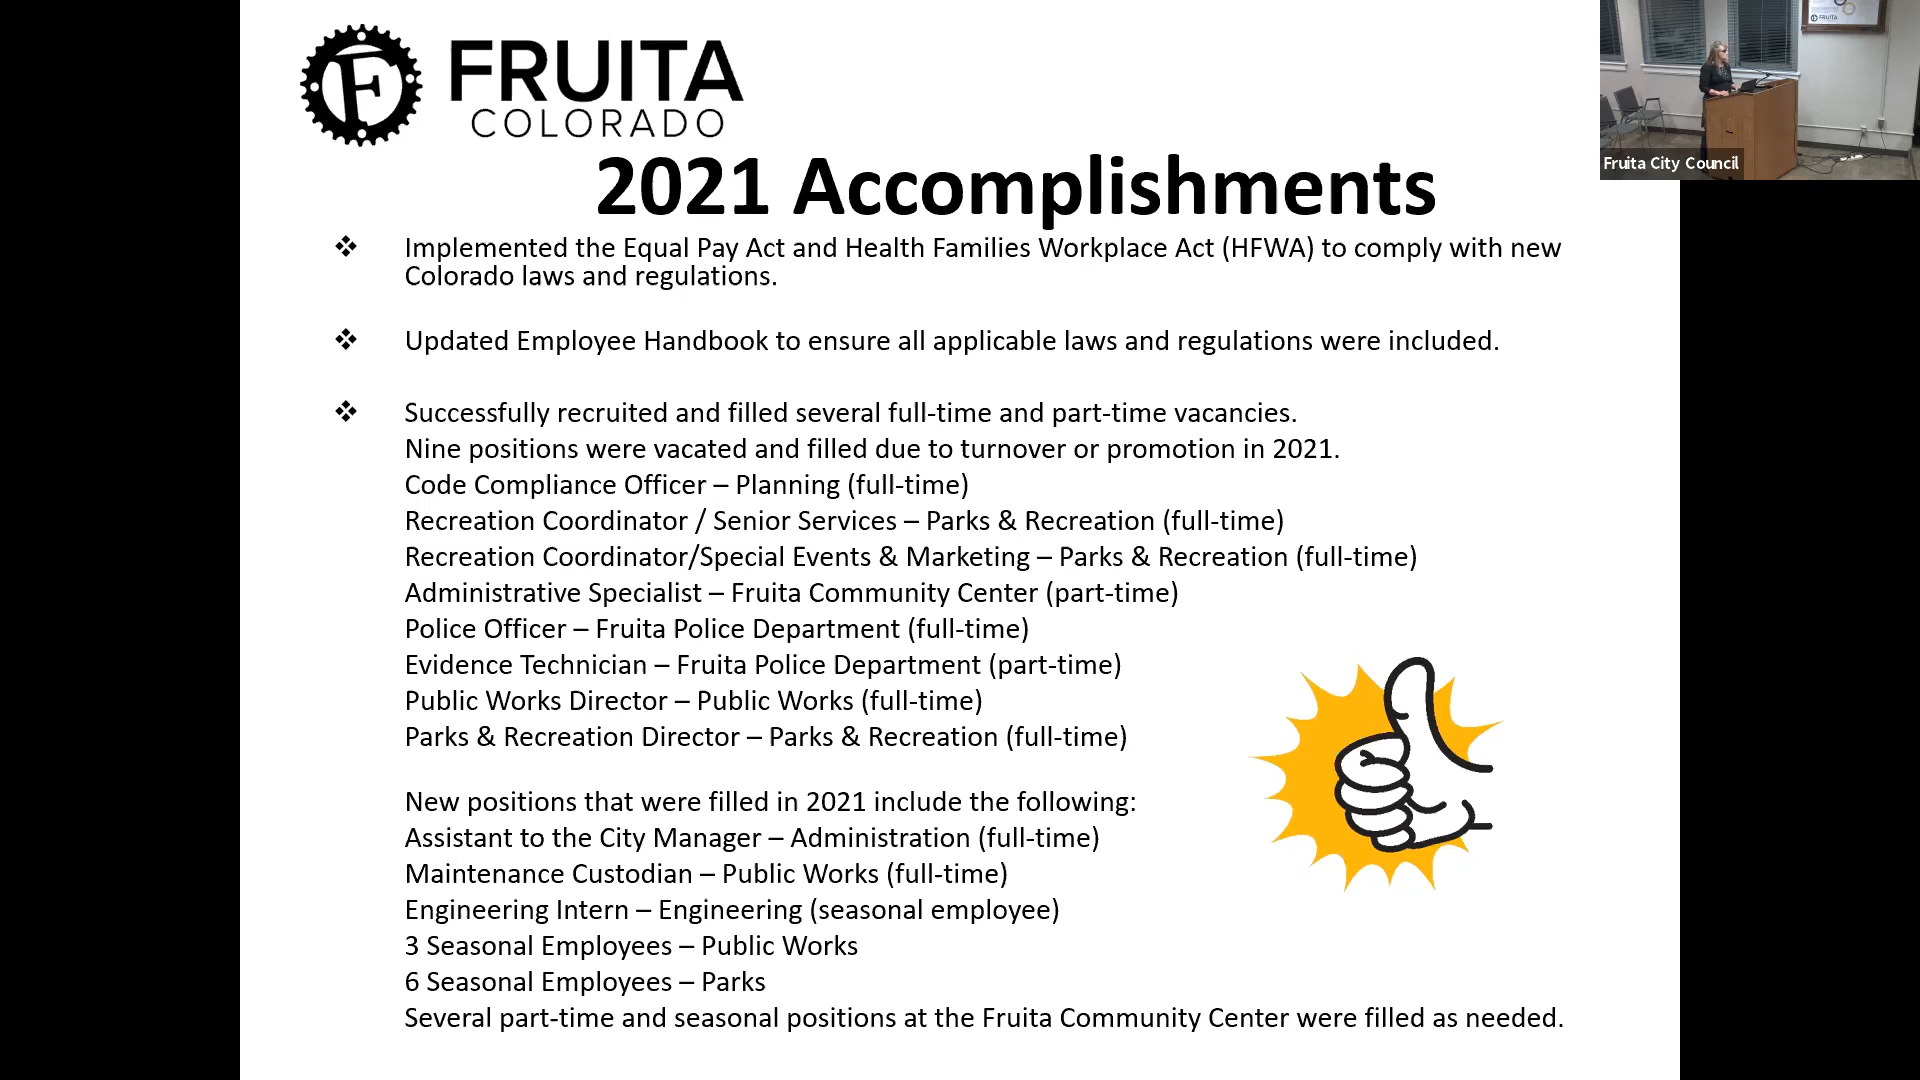 FRUITA
COLORADO
FRUITA
Fruita City Council
2021 Accomplishments
❖ Implemented the Equal Pay Act and Health Families Workplace Act (HFWA) to comply with new
Colorado laws and regulations.
❖ Updated Employee Handbook to ensure all applicable laws and regulations were included.
❖ Successfully recruited and filled several full-time and part-time vacancies.
Nine positions were vacated and filled due to turnover or promotion in 2021.
Code Compliance Officer – Planning (full-time)
Recreation Coordinator / Senior Services – Parks & Recreation (full-time)
Recreation Coordinator/Special Events & Marketing – Parks & Recreation (full-time)
Administrative Specialist – Fruita Community Center (part-time)
Police Officer – Fruita Police Department (full-time)
Evidence Technician – Fruita Police Department (part-time)
Public Works Director – Public Works (full-time)
Parks & Recreation Director – Parks & Recreation (full-time)
New positions that were filled in 2021 include the following:
Assistant to the City Manager – Administration (full-time)
Maintenance Custodian – Public Works (full-time)
Engineering Intern – Engineering (seasonal employee)
3 Seasonal Employees – Public Works
6 Seasonal Employees – Parks
Several part-time and seasonal positions at the Fruita Community Center were filled as needed.